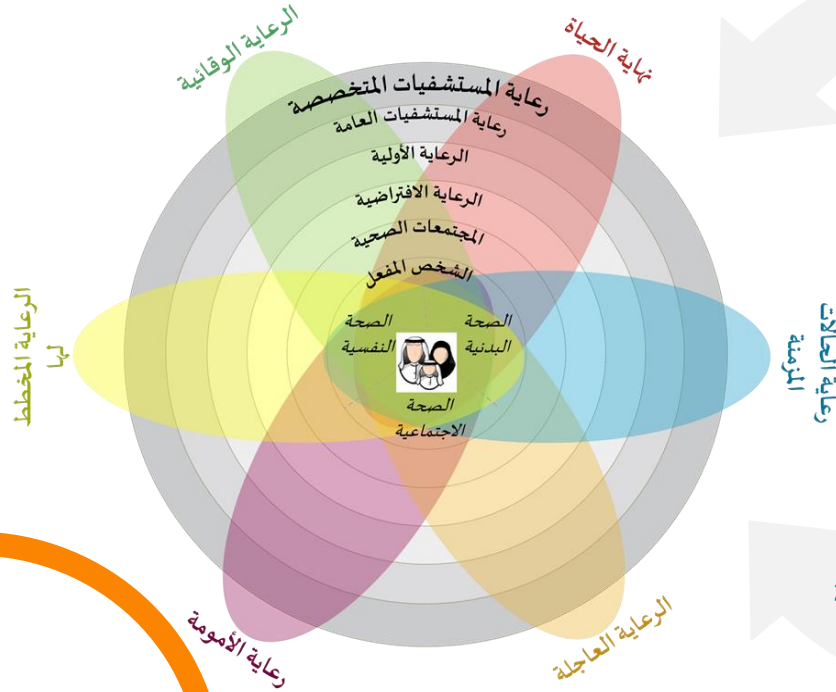 الرعاية الوقائية
نهاية الحياة
رعاية المستشفيات المتخصصة
رعاية المستشفيات العامة
الرعاية الأولية
الرعاية الافتراضية
المجتمعات الصحية
الشخص المفعل
الصحة
البدنية
الصحة
النفسية
الصحة
الاجتماعية
رعاية الحالات
المزمنة
الرعاية المخطط
لها
الرعاية العاجلة
رعاية الأمومة